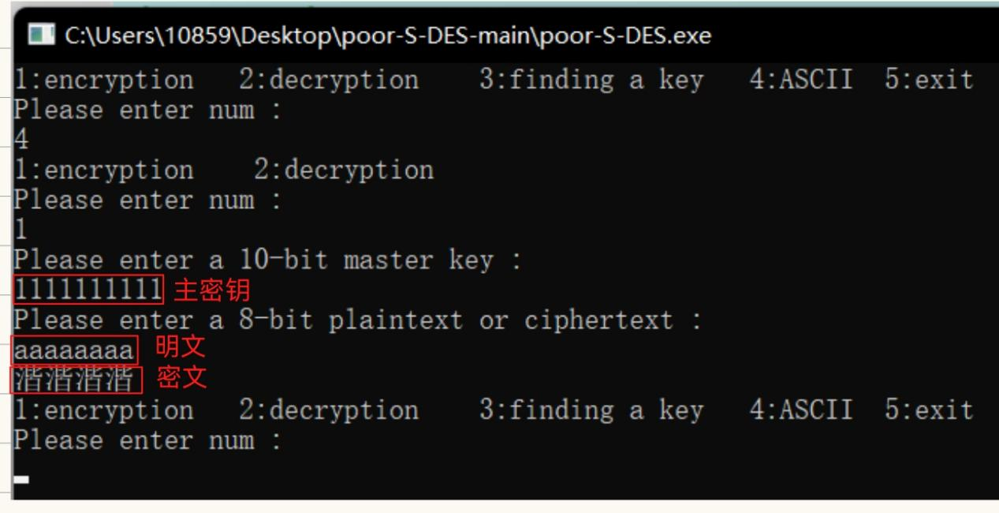 C:\Users\10859\Desktop\poor-S-DES-main\poor-S-DES.exe
1:encryption   2:decryption    3:finding a key   4:ASCII  5:exit
Please enter num :
4
1:encryption    2:decryption
Please enter num :
1
Please enter a 10-bit master key :
1111111111 主密钥
Please enter a 8-bit plaintext or ciphertext :
aaaaaaaa 明文
湝湝湝湝 密文
1:encryption   2:decryption    3:finding a key   4:ASCII  5:exit
Please enter num :